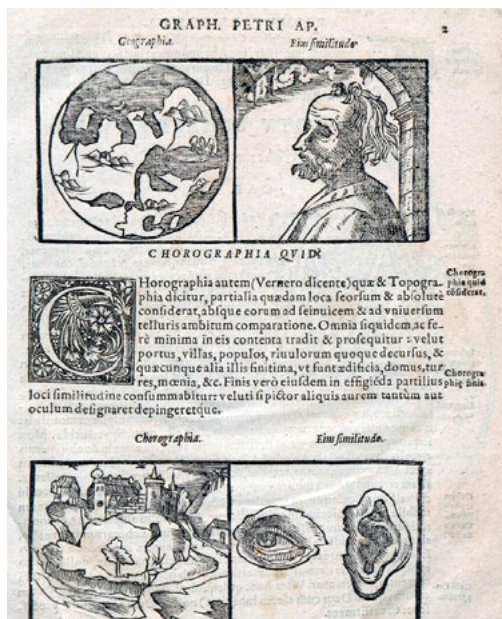 GRAPH. PETRI AP. 2
Geographia. Eius similitudo
CHOROGRAPHIA QVID
CHorographia autem (Vernero dicente) quæ & Topogra-
phia dicitur, partialia quædam loca seorsum & absolutè
considerat, absque eorum ad seinuicem & ad vniuersum
telluris ambitum comparatione. Omnia siquidem, ac fe-
rè minima in eis contenta tradit & prosequitur: velut
portus, villas, populos, riuulorum quoque decursus, &
quæcunque alia illis finitima, vt sunt ædificia, domus, tur
res, mœnia, &c. Finis verò eiusdem in effigiẽda partilius
loci similitudine consummabitur: veluti si pictor aliquis aurem tantùm aut
oculum designaret depingeretque.
Chorogra
phia quid
cõsiderat.
Chorogra
phię finis
Chorographia. Eius similitudo.